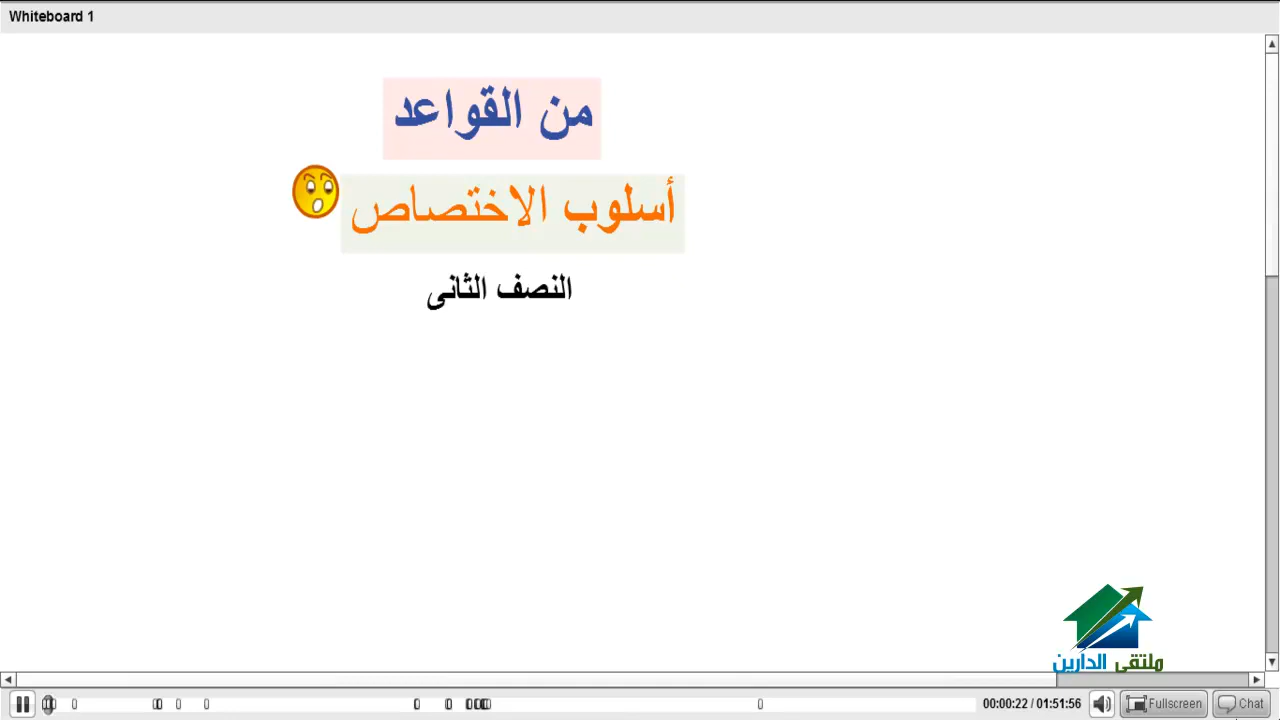 Whiteboard 1
من القواعد
أسلوب الاختصاص
النصف الثانى
ملتقى الدارين
00:00:22 / 01:51:56
Fullscreen
Chat